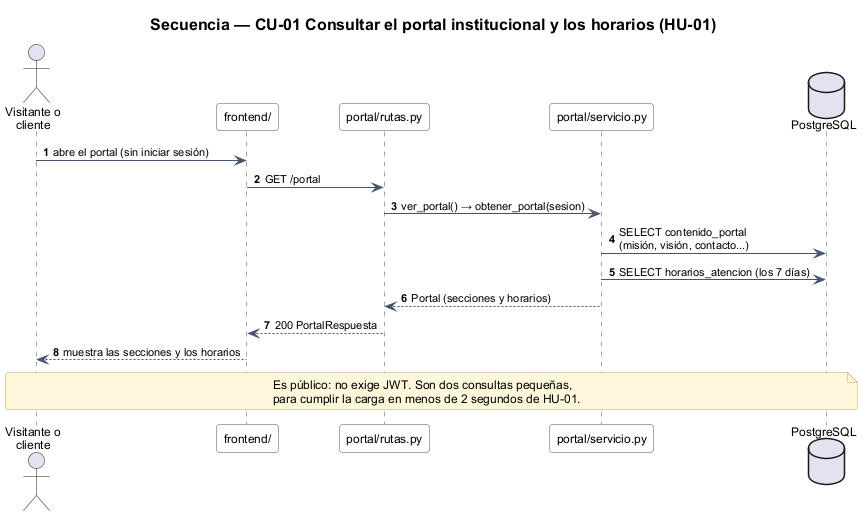 Secuencia — CU-01 Consultar el portal institucional y los horarios (HU-01)
Visitante o
cliente
frontend/
portal/rutas.py
portal/servicio.py
PostgreSQL
1 abre el portal (sin iniciar sesión)
2 GET /portal
3 ver_portal() → obtener_portal(sesion)
4 SELECT contenido_portal
(misión, visión, contacto...)
5 SELECT horarios_atencion (los 7 días)
6 Portal (secciones y horarios)
7 200 PortalRespuesta
8 muestra las secciones y los horarios
Es público: no exige JWT. Son dos consultas pequeñas,
para cumplir la carga en menos de 2 segundos de HU-01.
Visitante o
cliente
frontend/
portal/rutas.py
portal/servicio.py
PostgreSQL